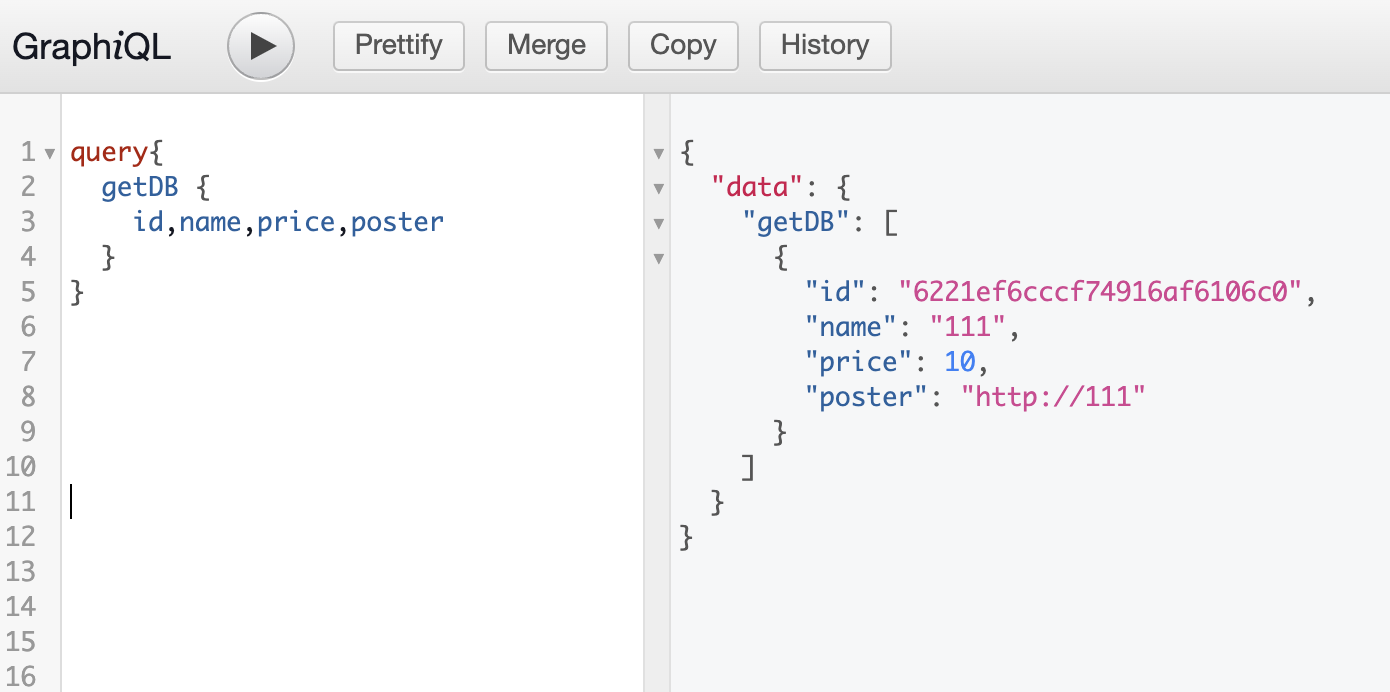 GraphiQL Prettify Merge Copy History
1 query{
2   getDB {
3     id,name,price,poster
4   }
5 }
6
7
8
9
10
11
12
13
14
15
16
{
  "data": {
    "getDB": [
      {
        "id": "6221ef6cccf74916af6106c0",
        "name": "111",
        "price": 10,
        "poster": "http://111"
      }
    ]
  }
}